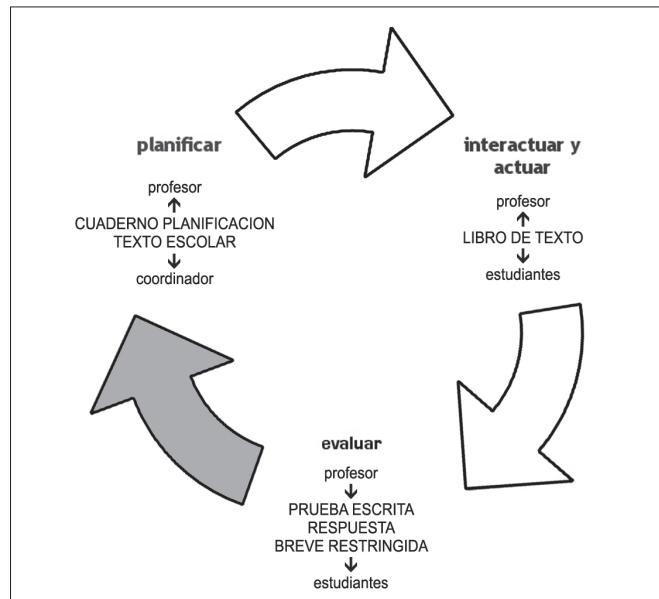 planificar
profesor
CUADERNO PLANIFICACION
TEXTO ESCOLAR
coordinador
interactuar y
actuar
profesor
LIBRO DE TEXTO
estudiantes
evaluar
profesor
PRUEBA ESCRITA
RESPUESTA
BREVE RESTRINGIDA
estudiantes